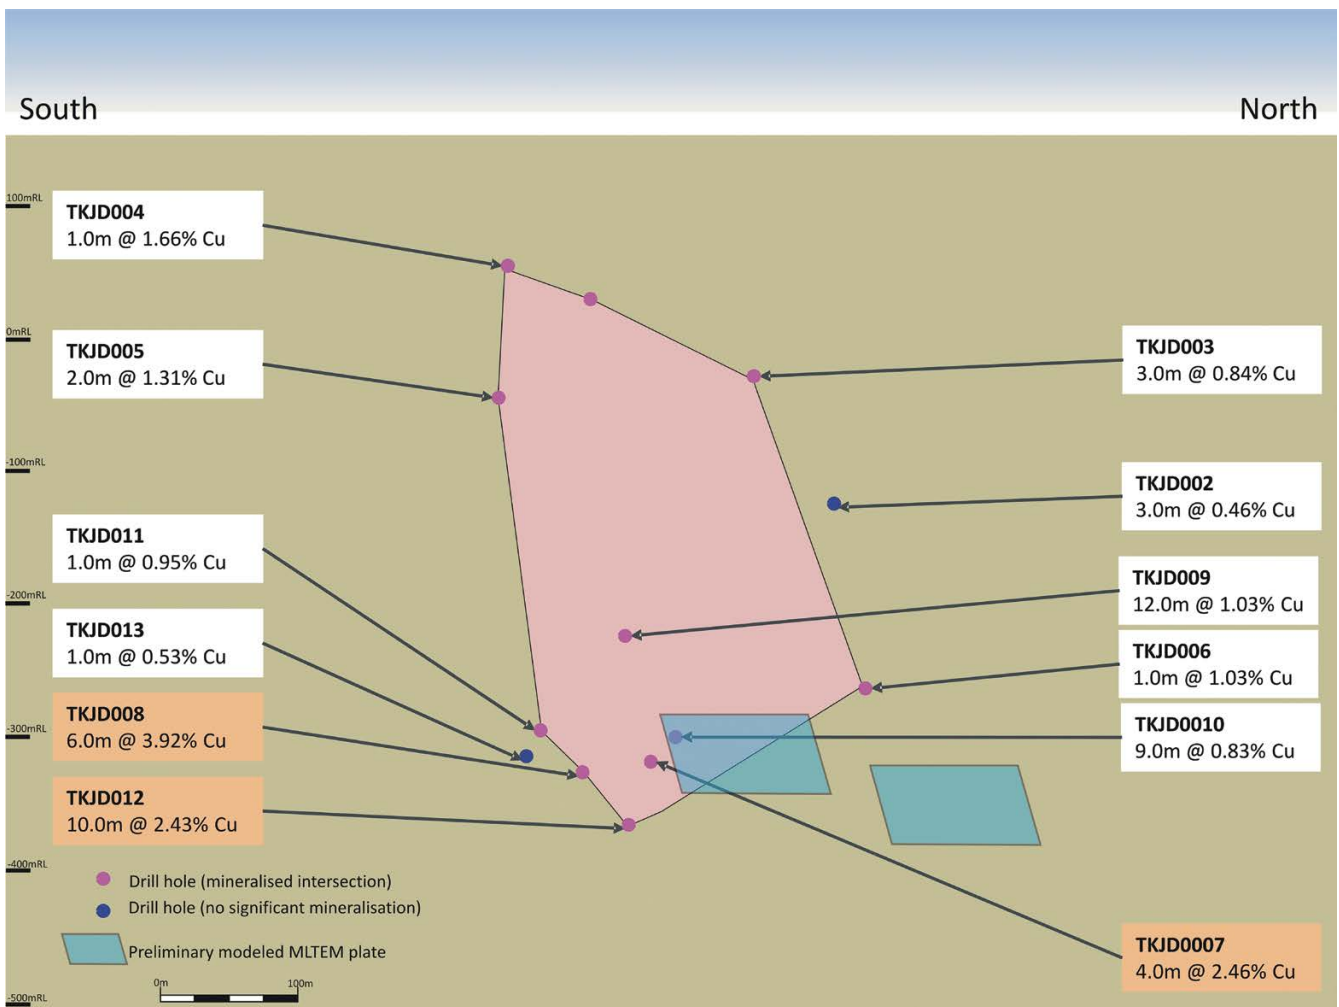 South
North
100mRL
TKJD004
1.0m @ 1.66% Cu
0mRL
TKJD005
2.0m @ 1.31% Cu
TKJD003
3.0m @ 0.84% Cu
-100mRL
TKJD002
3.0m @ 0.46% Cu
TKJD011
1.0m @ 0.95% Cu
TKJD009
12.0m @ 1.03% Cu
-200mRL
TKJD013
1.0m @ 0.53% Cu
TKJD006
1.0m @ 1.03% Cu
TKJD008
6.0m @ 3.92% Cu
-300mRL
TKJD0010
9.0m @ 0.83% Cu
TKJD012
10.0m @ 2.43% Cu
-400mRL
Drill hole (mineralised intersection)
Drill hole (no significant mineralisation)
Preliminary modeled MLTEM plate
TKJD0007
4.0m @ 2.46% Cu
0m
100m
-500mRL